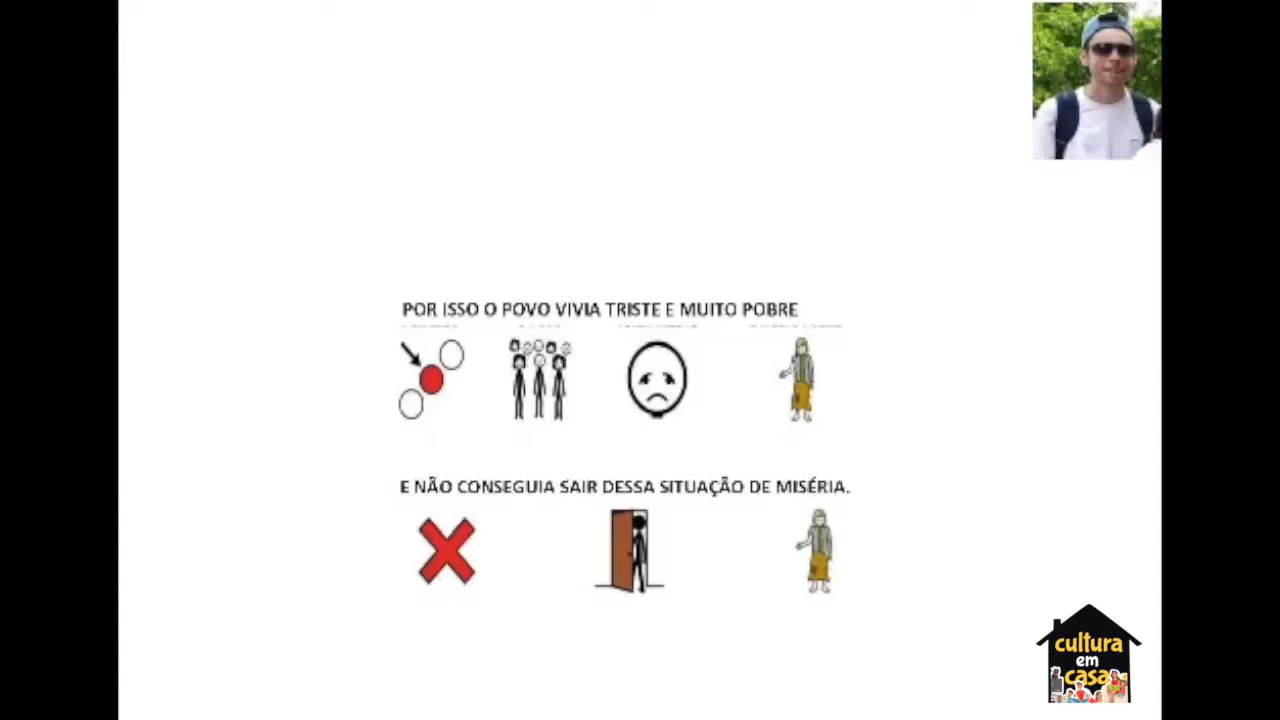 POR ISSO O POVO VIVIA TRISTE E MUITO POBRE
E NÃO CONSEGUIA SAIR DESSA SITUAÇÃO DE MISÉRIA.
cultura
em
casa